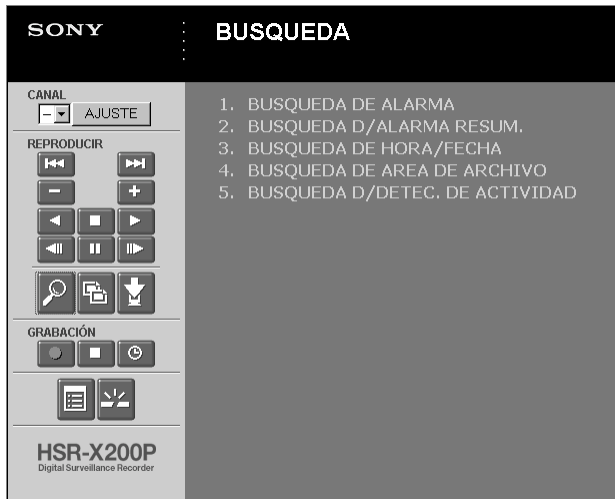 SONY
BUSQUEDA
CANAL
– AJUSTE
REPRODUCIR
GRABACIÓN
HSR-X200P
Digital Surveillance Recorder
1. BUSQUEDA DE ALARMA
2. BUSQUEDA D/ALARMA RESUM.
3. BUSQUEDA DE HORA/FECHA
4. BUSQUEDA DE AREA DE ARCHIVO
5. BUSQUEDA D/DETEC. DE ACTIVIDAD